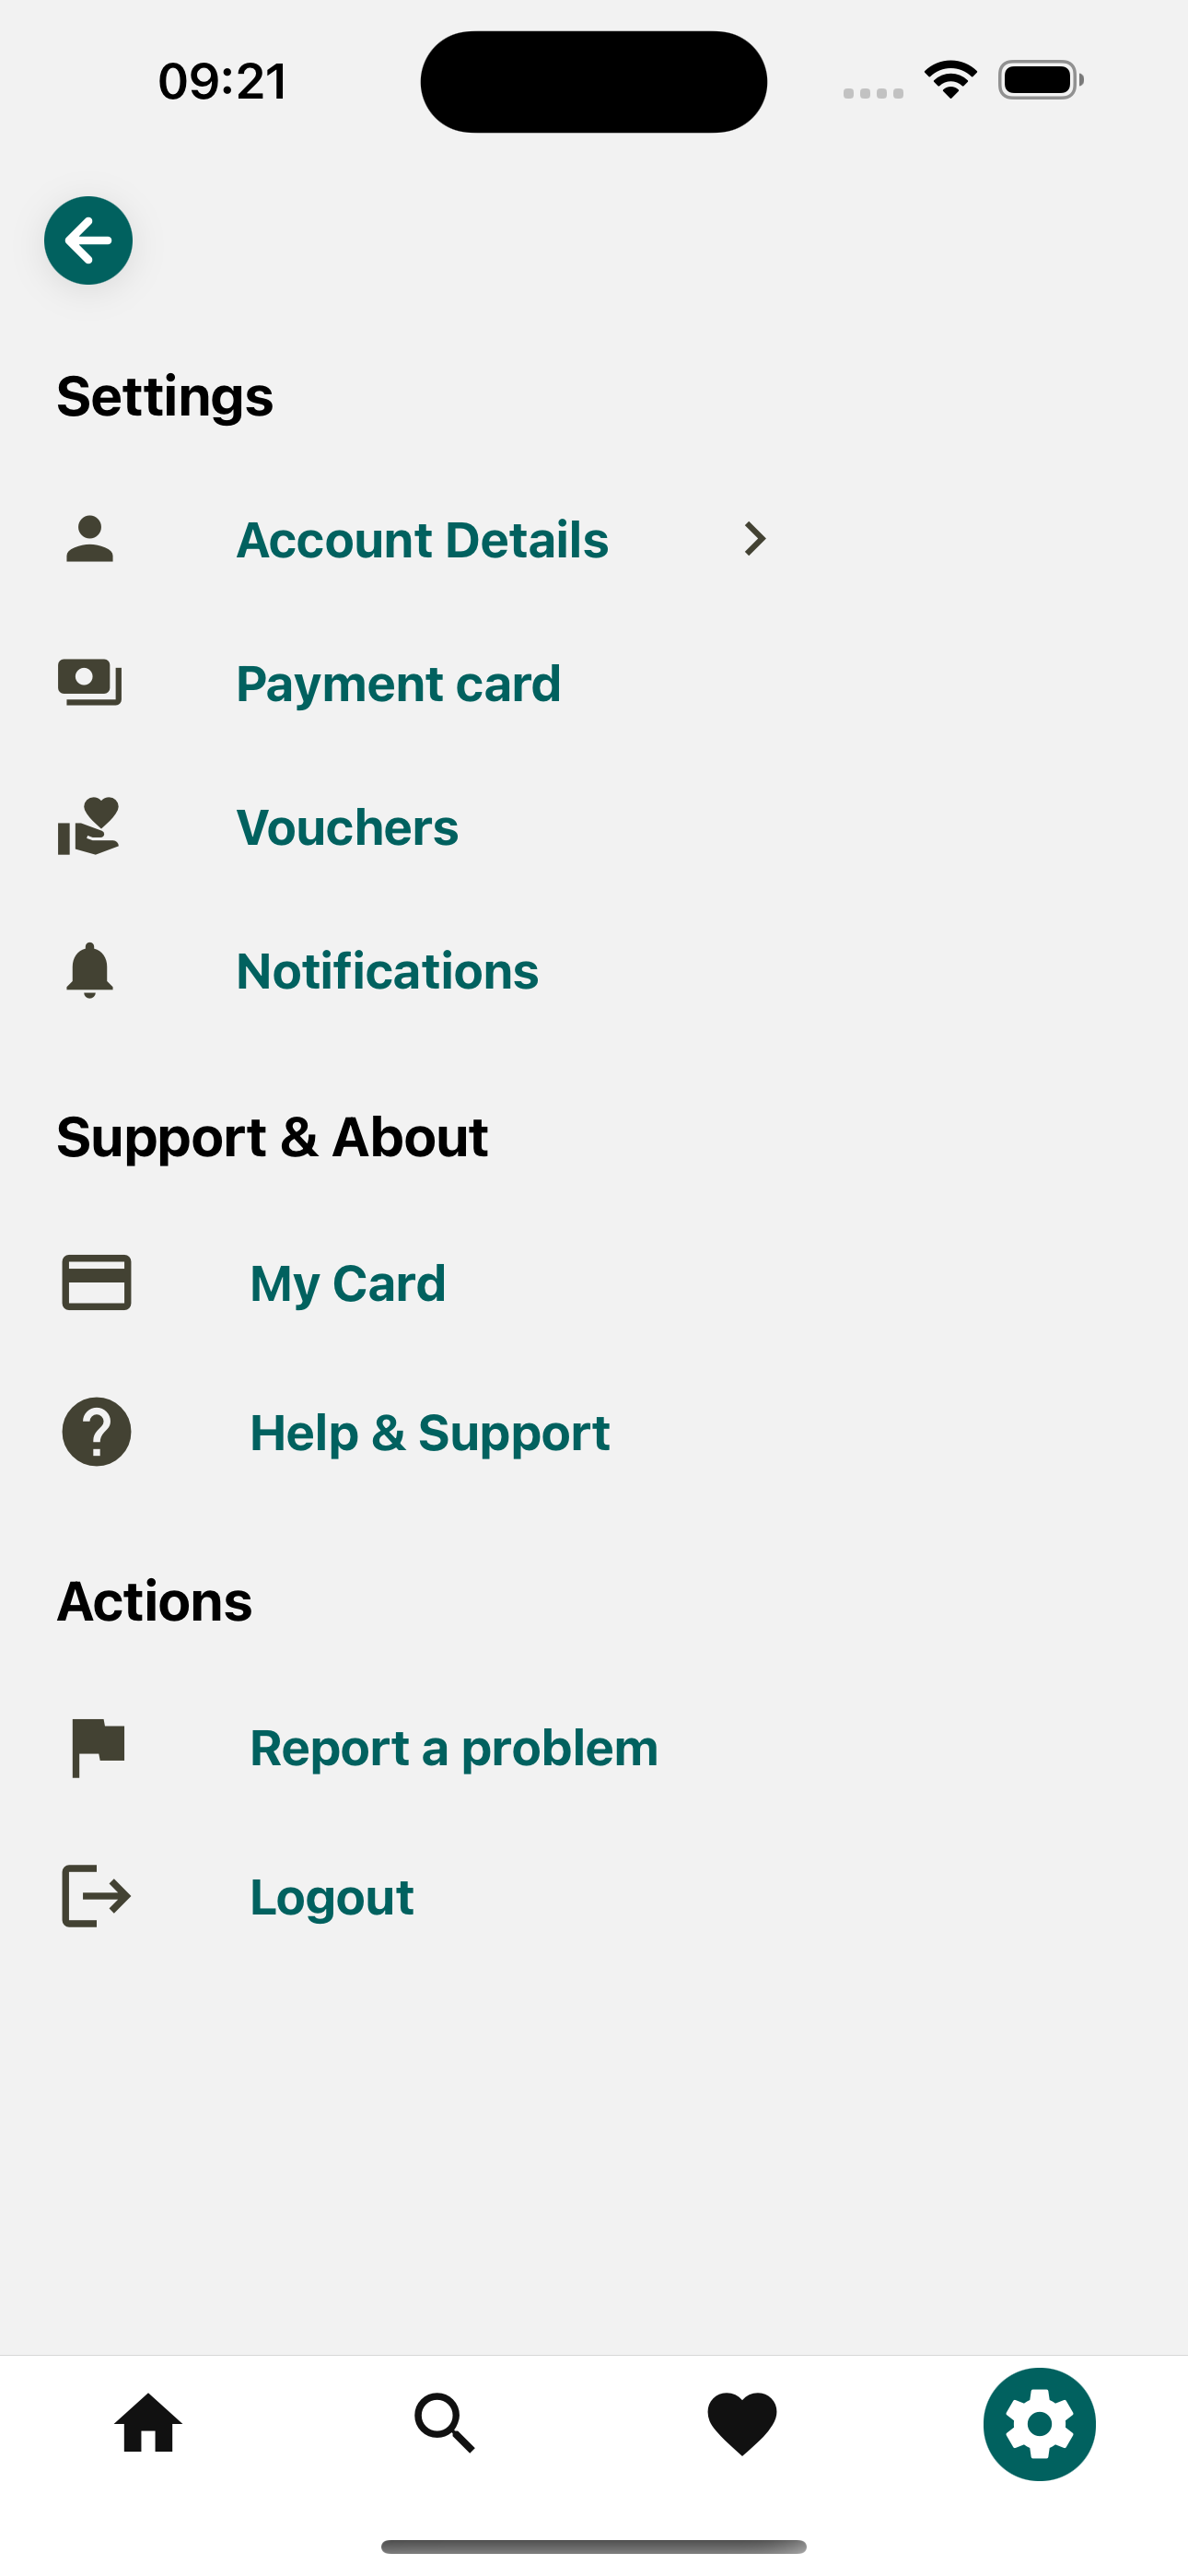 09:21
Settings
Account Details
Payment card
Vouchers
Notifications
Support & About
My Card
Help & Support
Actions
Report a problem
Logout